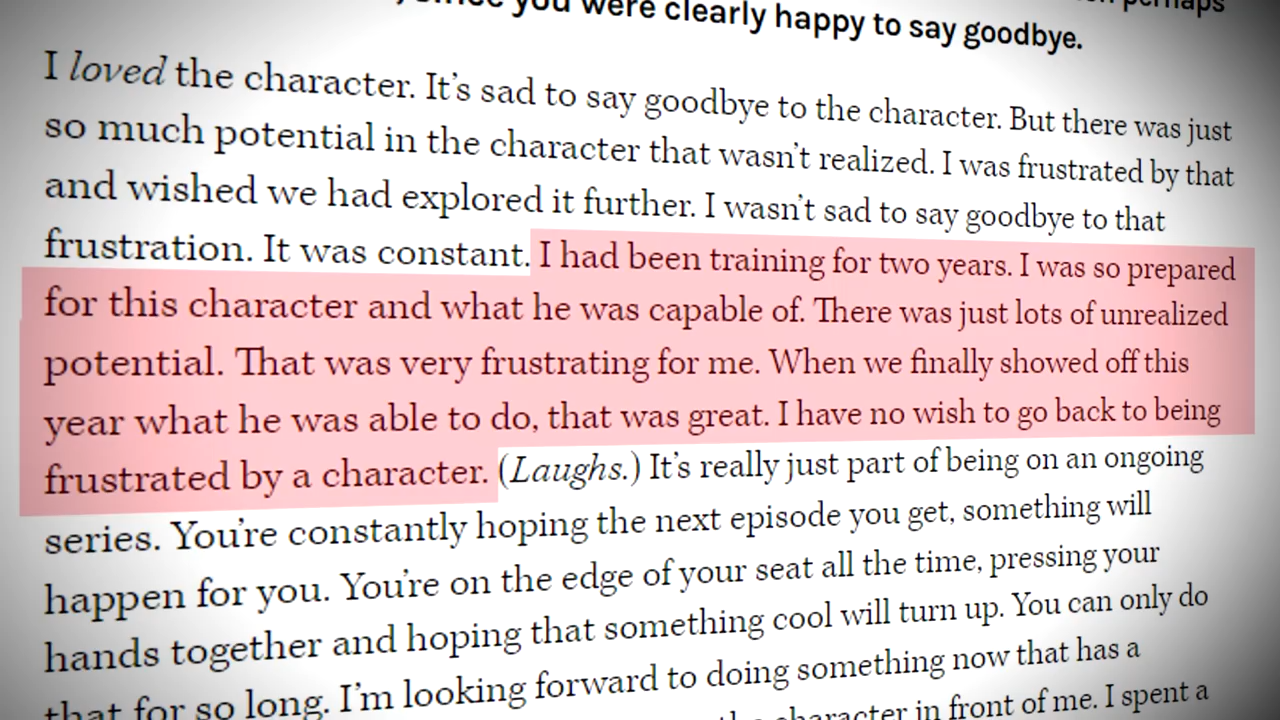 since you were clearly happy to say goodbye.
I loved the character. It’s sad to say goodbye to the character. But there was just
so much potential in the character that wasn’t realized. I was frustrated by that
and wished we had explored it further. I wasn’t sad to say goodbye to that
frustration. It was constant. I had been training for two years. I was so prepared
for this character and what he was capable of. There was just lots of unrealized
potential. That was very frustrating for me. When we finally showed off this
year what he was able to do, that was great. I have no wish to go back to being
frustrated by a character. (Laughs.) It’s really just part of being on an ongoing
series. You’re constantly hoping the next episode you get, something will
happen for you. You’re on the edge of your seat all the time, pressing your
hands together and hoping that something cool will turn up. You can only do
that for so long. I’m looking forward to doing something now that has a
character in front of me. I spent a